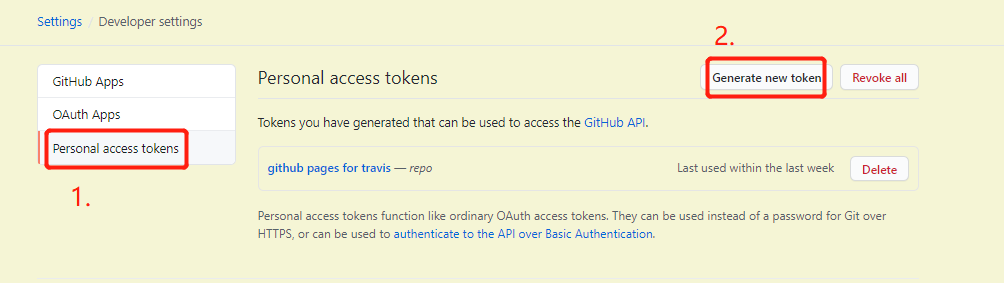 Settings / Developer settings
2.
GitHub Apps
OAuth Apps
Personal access tokens
1.
Personal access tokens
Generate new token
Revoke all
Tokens you have generated that can be used to access the GitHub API.
github pages for travis — repo
Last used within the last week
Delete
Personal access tokens function like ordinary OAuth access tokens. They can be used instead of a password for Git over
HTTPS, or can be used to authenticate to the API over Basic Authentication.